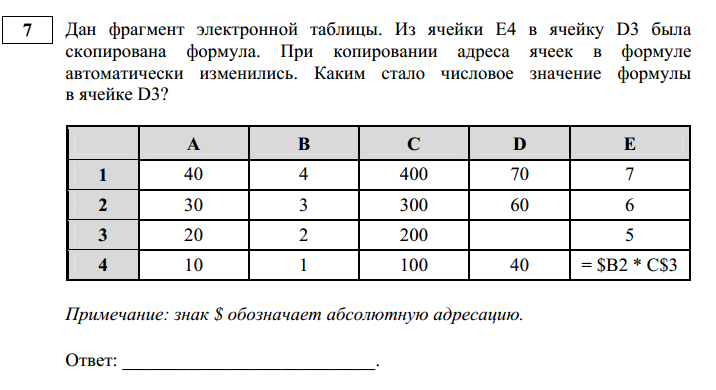 7 Дан фрагмент электронной таблицы. Из ячейки E4 в ячейку D3 была
скопирована формула. При копировании адреса ячеек в формуле
автоматически изменились. Каким стало числовое значение формулы
в ячейке D3?
A B C D E
1 40 4 400 70 7
2 30 3 300 60 6
3 20 2 200 5
4 10 1 100 40 = $B2 * C$3
Примечание: знак $ обозначает абсолютную адресацию.
Ответ: ___________________________.